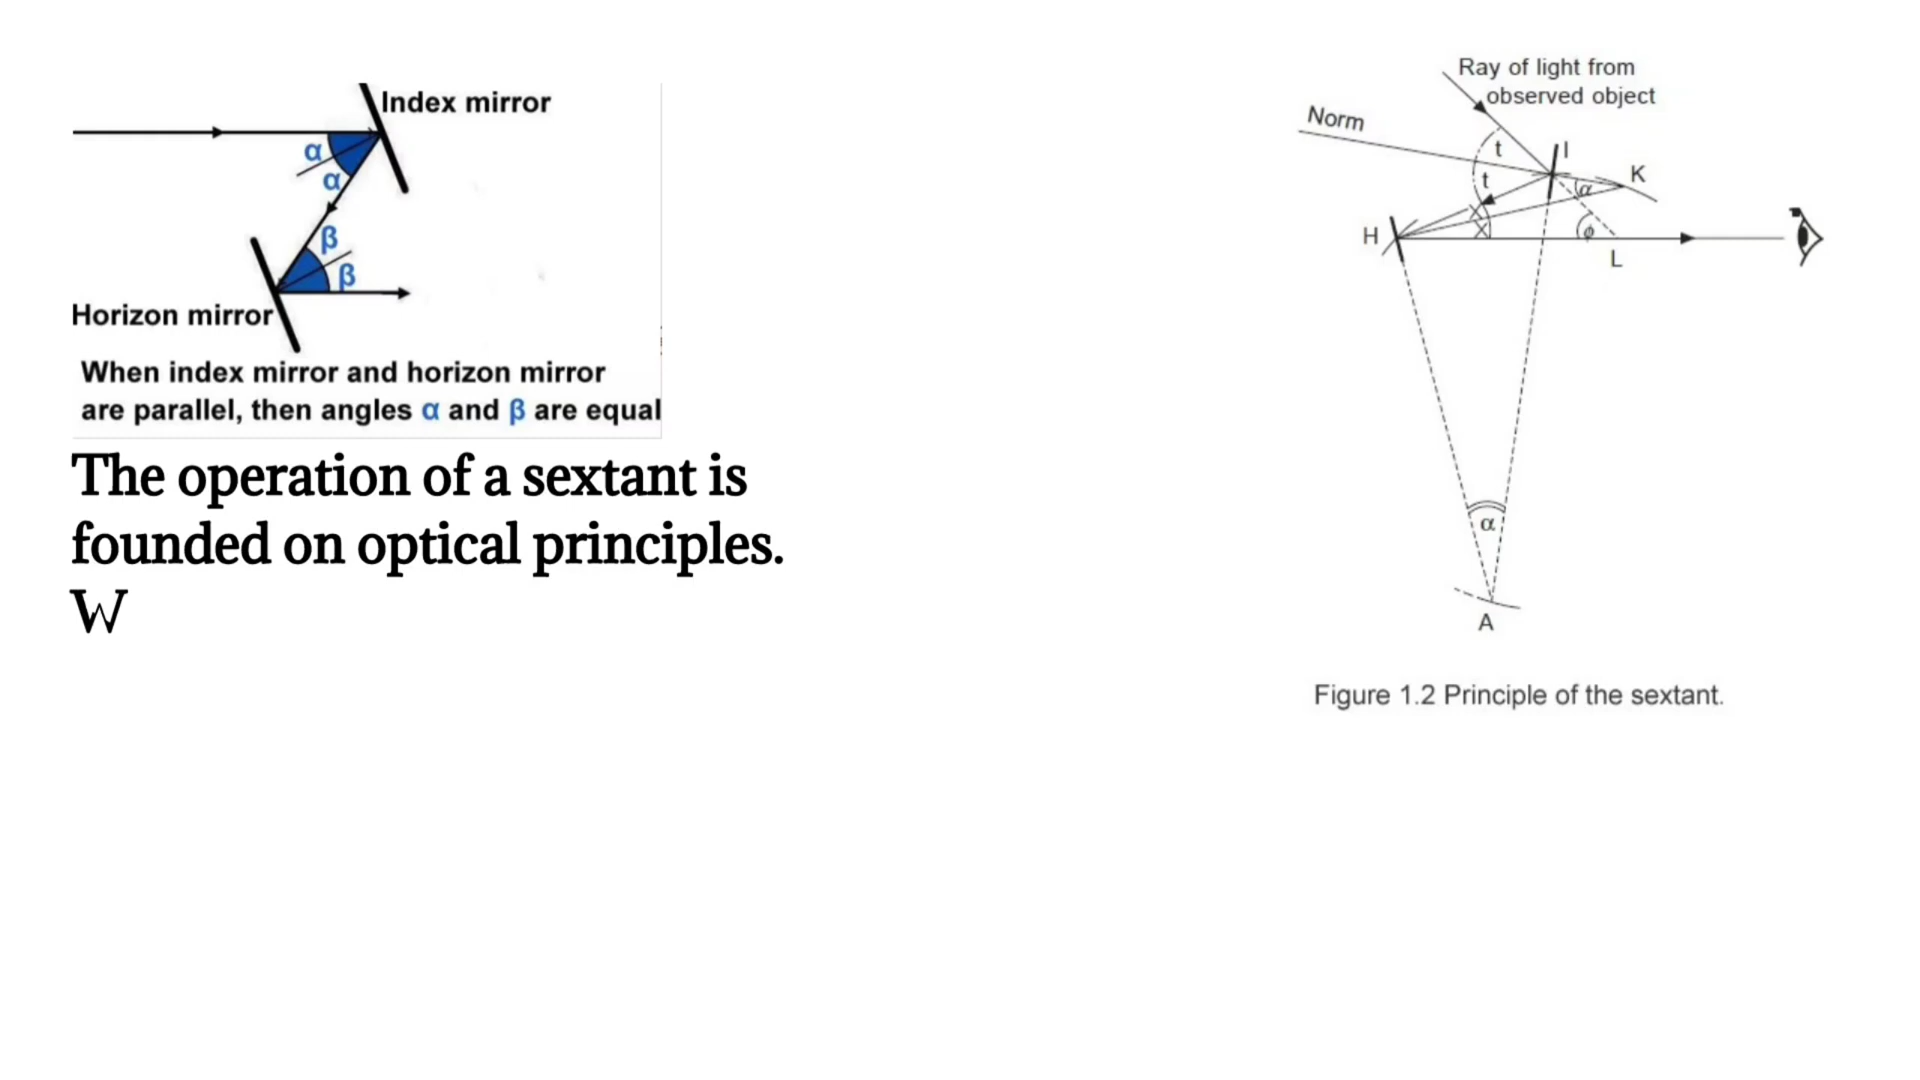 Index mirror
α
α
β
β
Horizon mirror
When index mirror and horizon mirror
are parallel, then angles α and β are equal
The operation of a sextant is
founded on optical principles.
W
Ray of light from
observed object
Norm
t
I
t
K
α
H
ϕ
L
α
A
Figure 1.2 Principle of the sextant.